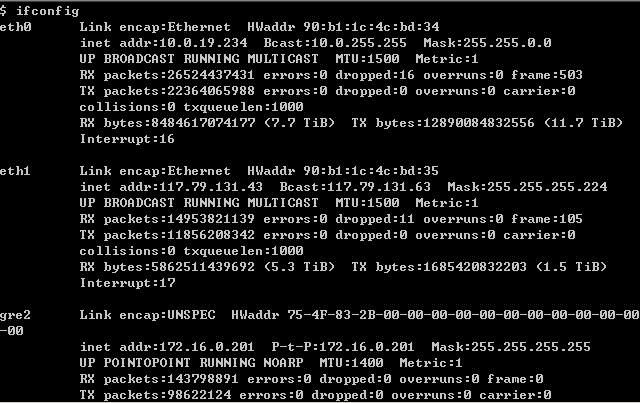 $ ifconfig
eth0 Link encap:Ethernet HWaddr 90:b1:1c:4c:bd:34
inet addr:10.0.19.234 Bcast:10.0.255.255 Mask:255.255.0.0
UP BROADCAST RUNNING MULTICAST MTU:1500 Metric:1
RX packets:26524437431 errors:0 dropped:16 overruns:0 frame:503
TX packets:22364065988 errors:0 dropped:0 overruns:0 carrier:0
collisions:0 txqueuelen:1000
RX bytes:8484617074177 (7.7 TiB) TX bytes:12890084832556 (11.7 TiB)
Interrupt:16
eth1 Link encap:Ethernet HWaddr 90:b1:1c:4c:bd:35
inet addr:117.79.131.43 Bcast:117.79.131.63 Mask:255.255.255.224
UP BROADCAST RUNNING MULTICAST MTU:1500 Metric:1
RX packets:14953821139 errors:0 dropped:11 overruns:0 frame:105
TX packets:11856208342 errors:0 dropped:0 overruns:0 carrier:0
collisions:0 txqueuelen:1000
RX bytes:5862511439692 (5.3 TiB) TX bytes:1685420832203 (1.5 TiB)
Interrupt:17
gre2 Link encap:UNSPEC HWaddr 75-4F-83-2B-00-00-00-00-00-00-00-00-00-00-00
-00
inet addr:172.16.0.201 P-t-P:172.16.0.201 Mask:255.255.255.255
UP POINTOPOINT RUNNING NOARP MTU:1400 Metric:1
RX packets:143798891 errors:0 dropped:0 overruns:0 frame:0
TX packets:98622124 errors:0 dropped:0 overruns:0 carrier:0